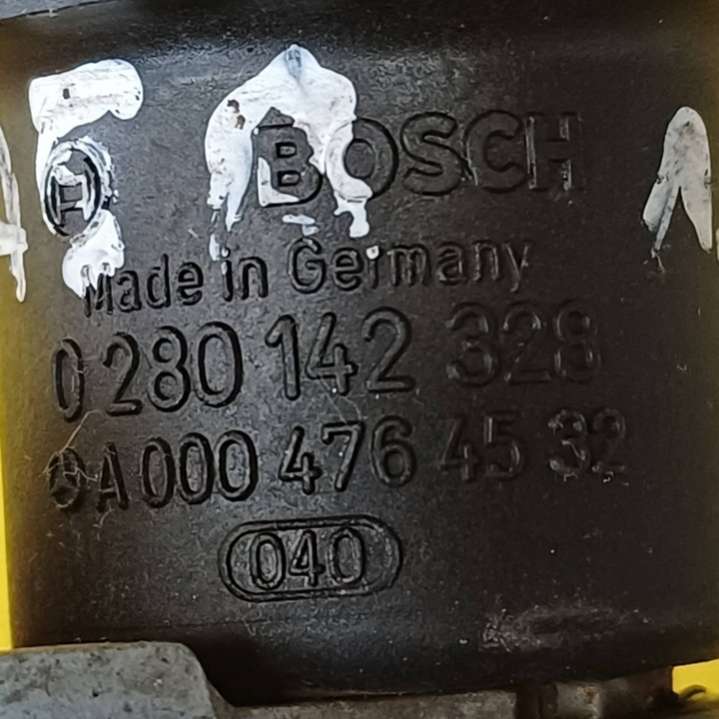 BOSCH
Made in Germany
0 280 142 328
A 000 476 45 32
040